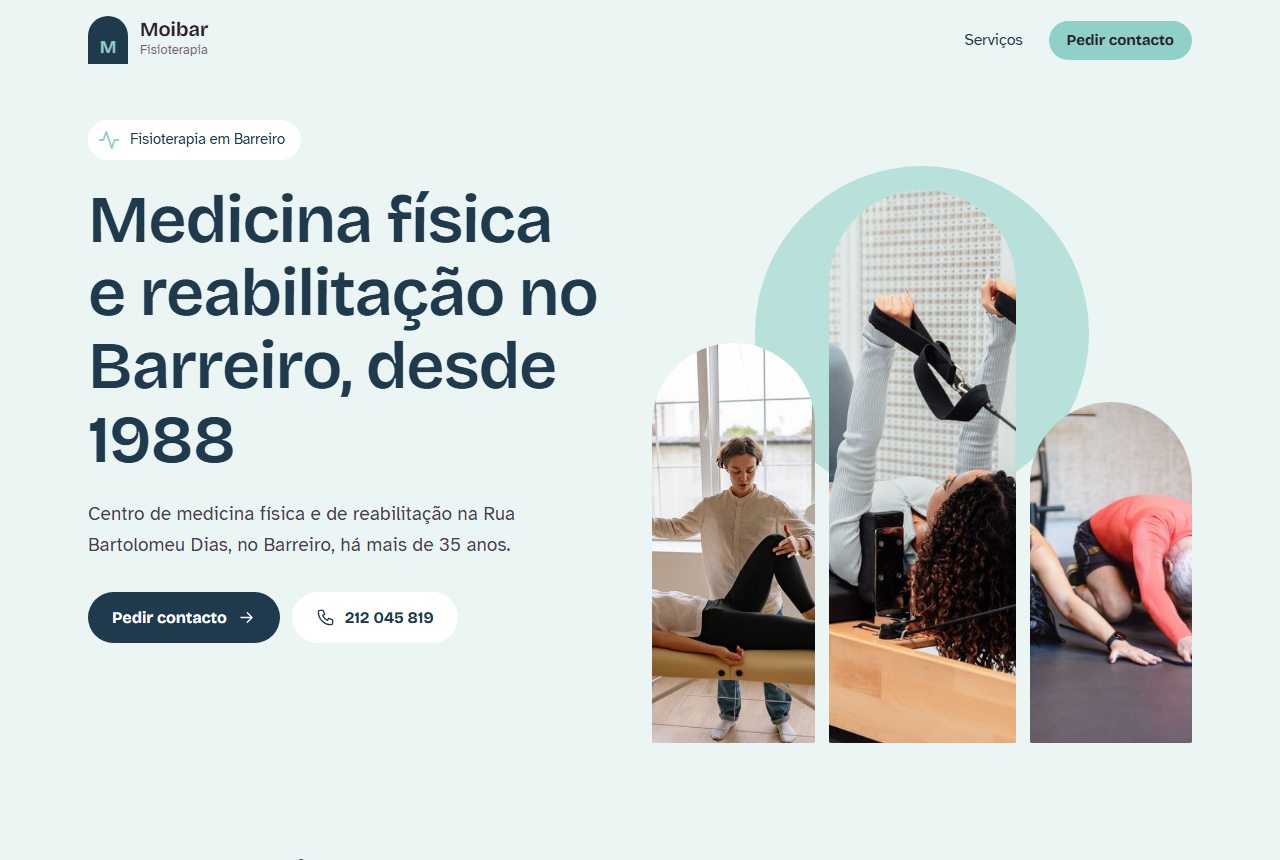 M
Moibar
Fisioterapia
Serviços
Pedir contacto
Fisioterapia em Barreiro
Medicina física
e reabilitação no
Barreiro, desde
1988
Centro de medicina física e de reabilitação na Rua
Bartolomeu Dias, no Barreiro, há mais de 35 anos.
Pedir contacto
212 045 819